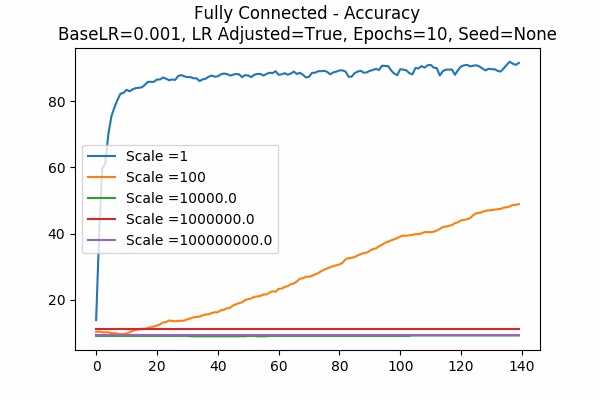 Fully Connected - Accuracy
BaseLR=0.001, LR Adjusted=True, Epochs=10, Seed=None
80
60
40
20
Scale =1
Scale =100
Scale =10000.0
Scale =1000000.0
Scale =100000000.0
0 20 40 60 80 100 120 140